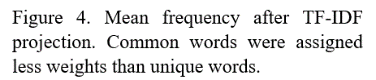 Figure 4. Mean frequency after TF-IDF
projection. Common words were assigned
less weights than unique words.